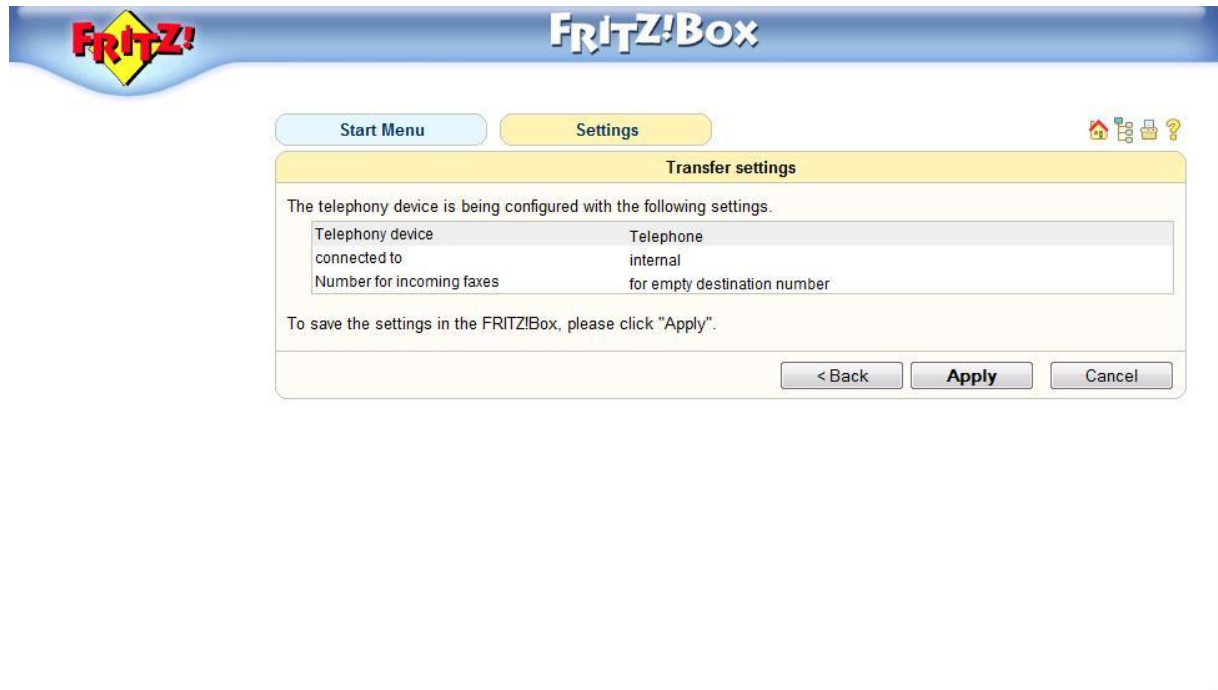 FRITZ!
FRITZ!Box
Start Menu
Settings
Transfer settings
The telephony device is being configured with the following settings.
Telephony device Telephone
connected to internal
Number for incoming faxes for empty destination number
To save the settings in the FRITZ!Box, please click "Apply".
< Back Apply Cancel